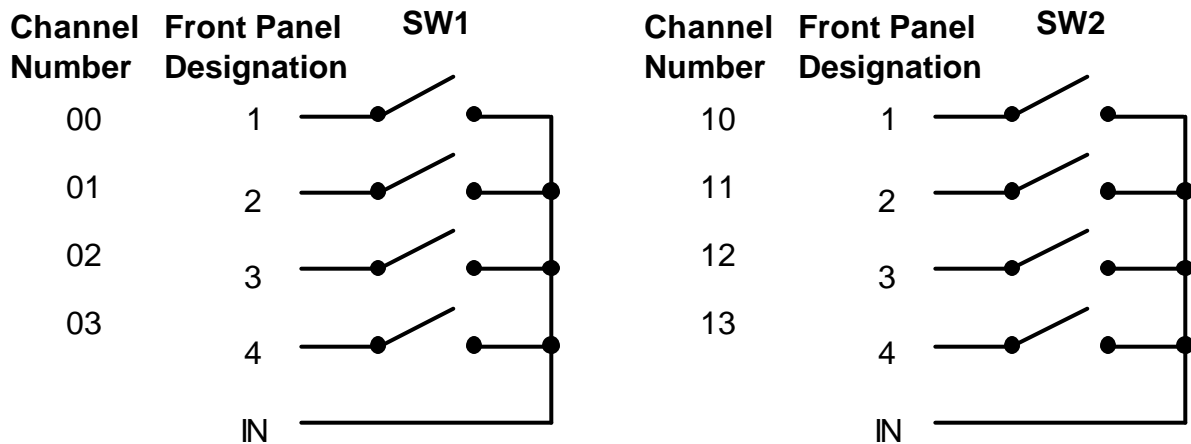 Channel Front Panel SW1
Number Designation
00 1
01 2
02 3
03 4
IN
Channel Front Panel SW2
Number Designation
10 1
11 2
12 3
13 4
IN